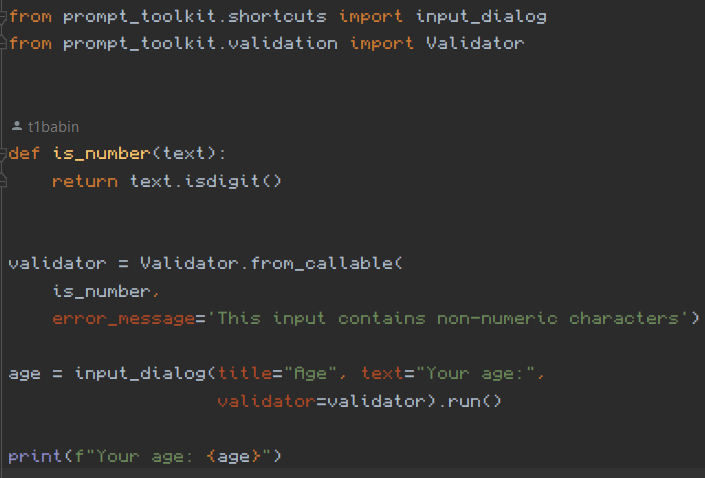 from prompt_toolkit.shortcuts import input_dialog
from prompt_toolkit.validation import Validator
t1babin
def is_number(text):
    return text.isdigit()
validator = Validator.from_callable(
    is_number,
    error_message='This input contains non-numeric characters')
age = input_dialog(title="Age", text="Your age:",
                   validator=validator).run()
print(f"Your age: {age}")